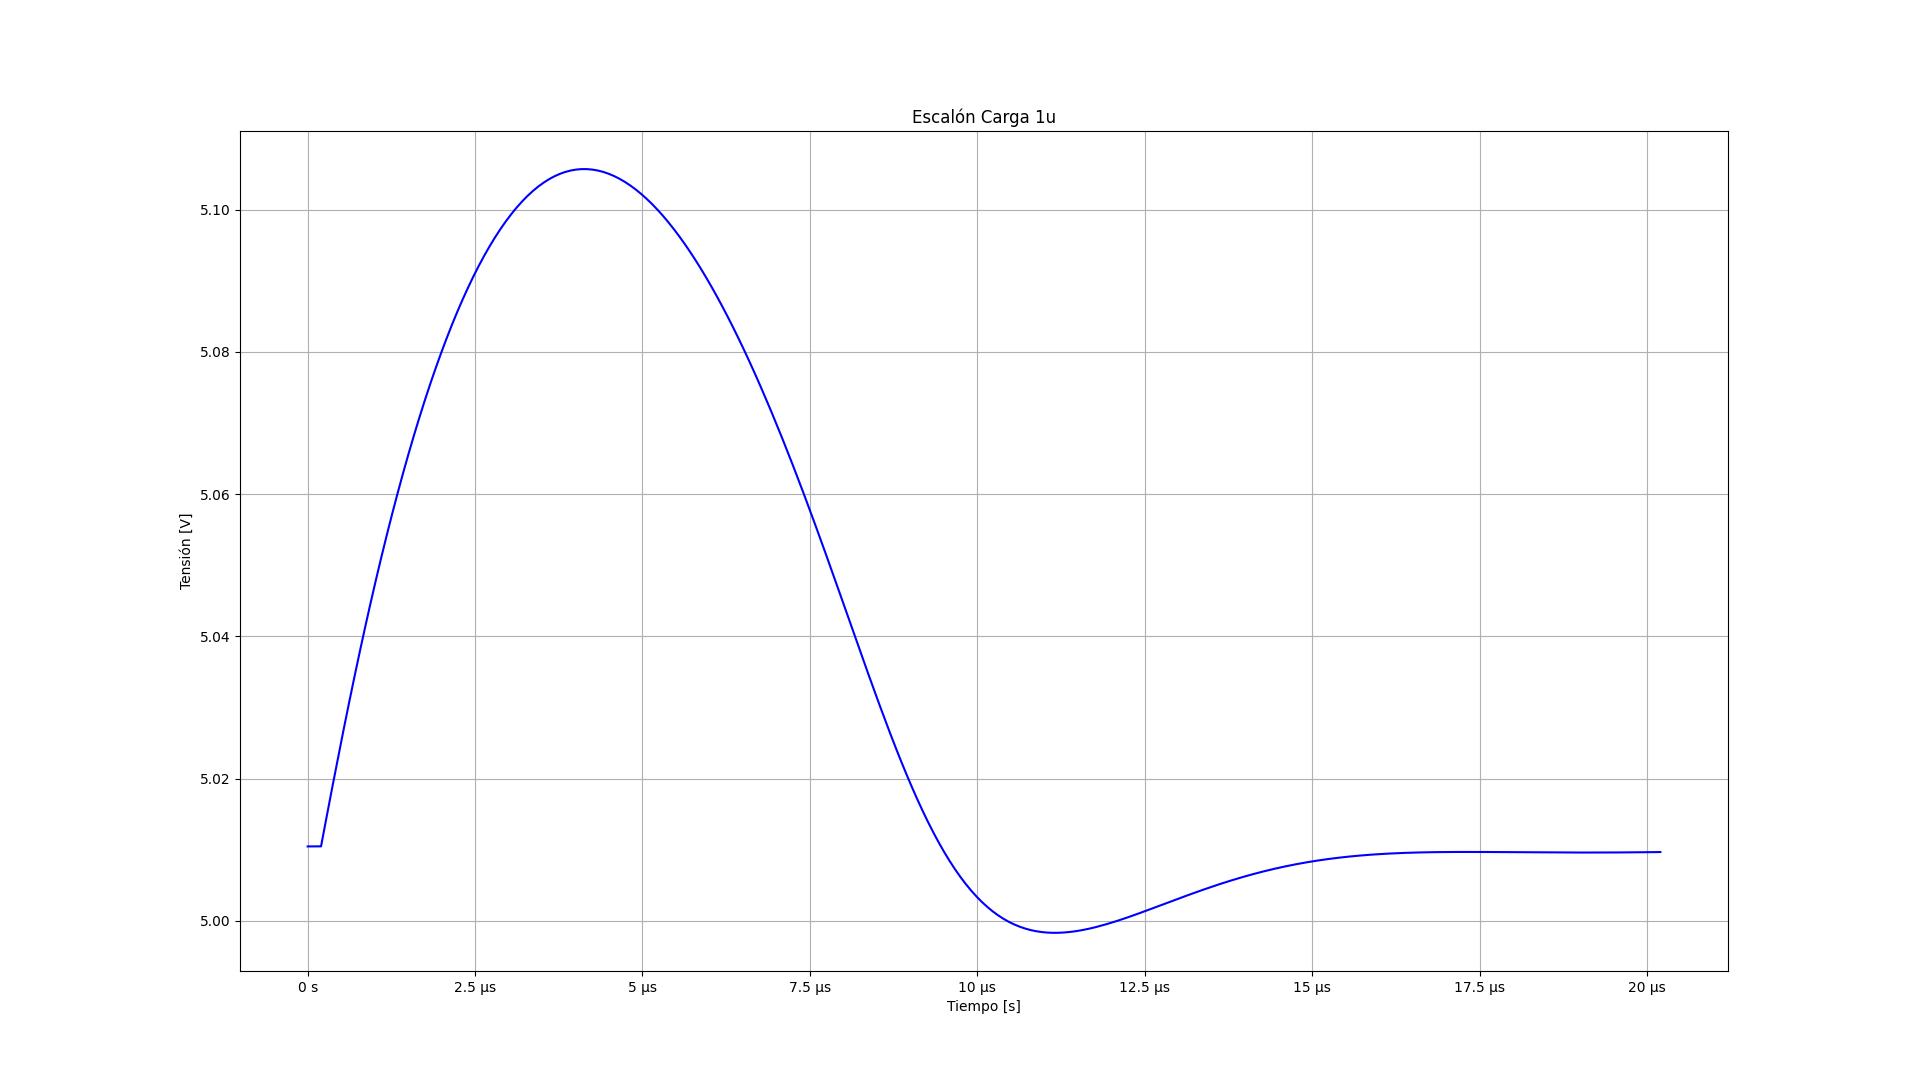 Escalón Carga 1u
5.10
5.08
5.06
5.04
5.02
5.00
Tensión [V]
0 s 2.5 µs 5 µs 7.5 µs 10 µs 12.5 µs 15 µs 17.5 µs 20 µs
Tiempo [s]